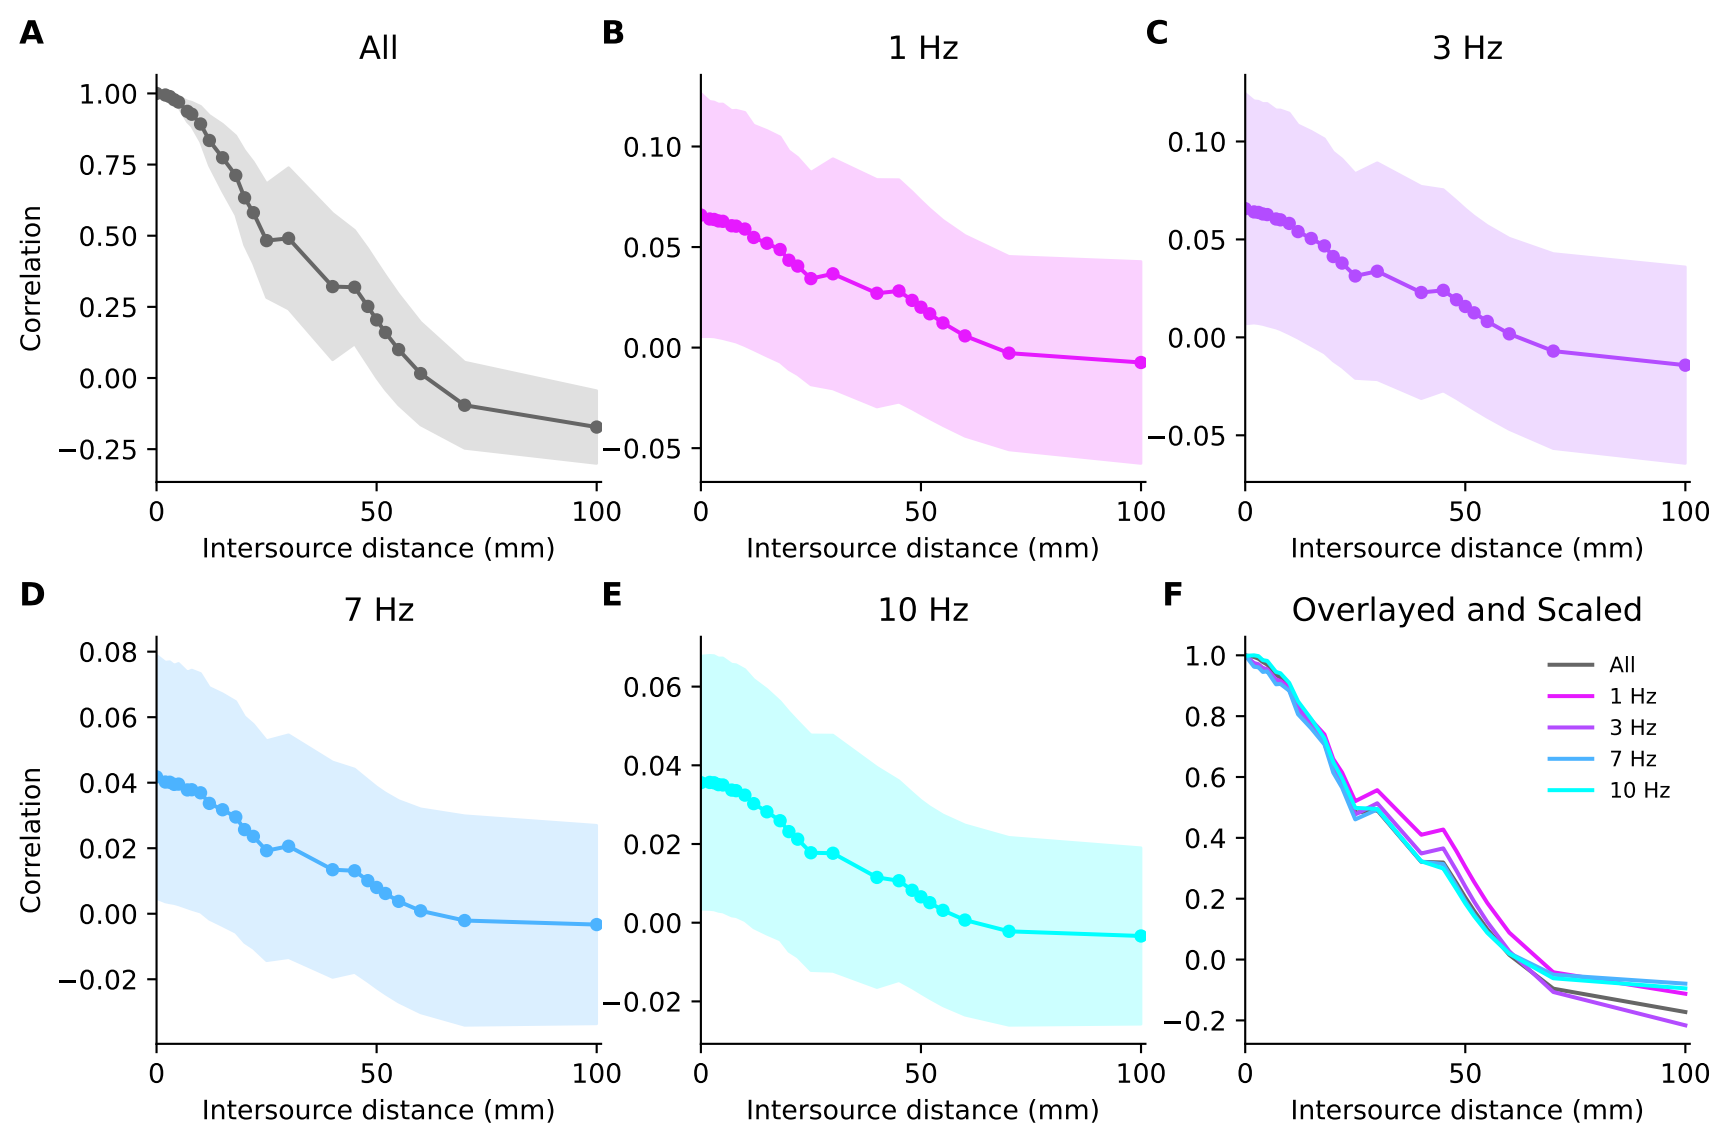 A
All
1.00
0.75
0.50
0.25
0.00
−0.25
Correlation
0
50
100
Intersource distance (mm)
B
1 Hz
0.10
0.05
0.00
−0.05
0
50
100
Intersource distance (mm)
C
3 Hz
0.10
0.05
0.00
−0.05
0
50
100
Intersource distance (mm)
D
7 Hz
0.08
0.06
0.04
0.02
0.00
−0.02
Correlation
0
50
100
Intersource distance (mm)
E
10 Hz
0.06
0.04
0.02
0.00
−0.02
0
50
100
Intersource distance (mm)
F
Overlayed and Scaled
1.0
0.8
0.6
0.4
0.2
0.0
−0.2
All
1 Hz
3 Hz
7 Hz
10 Hz
0
50
100
Intersource distance (mm)